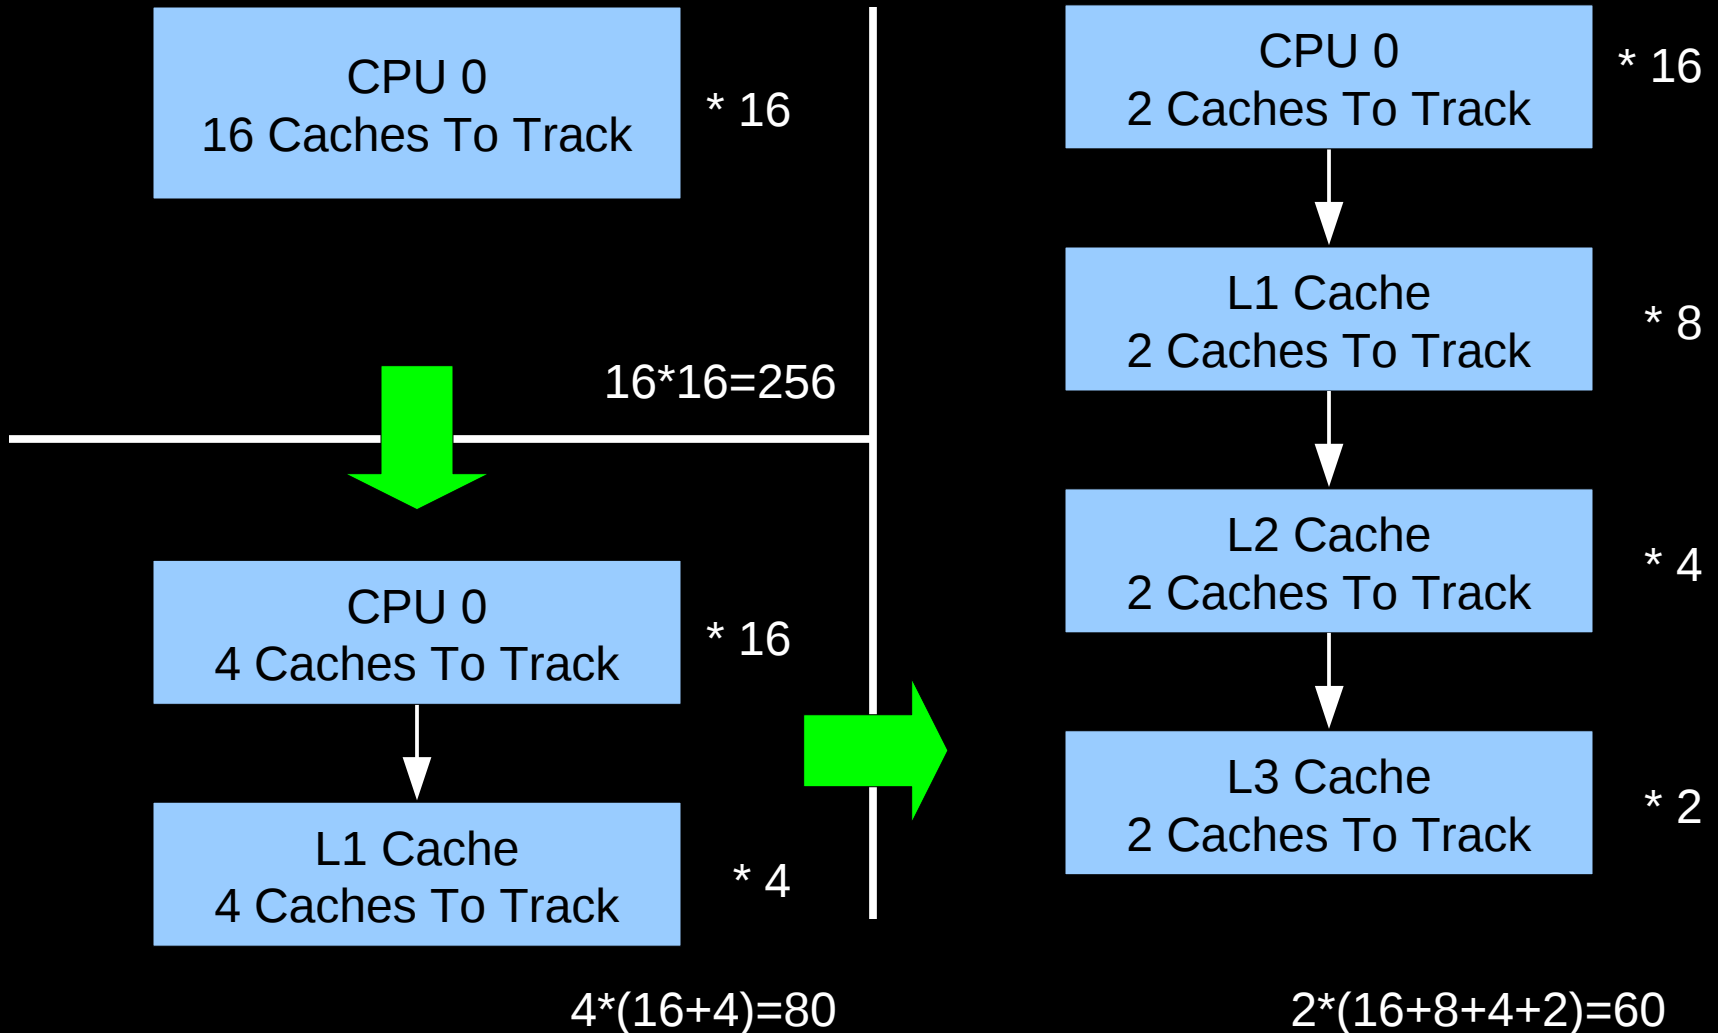 CPU 0
16 Caches To Track
* 16
16*16=256
CPU 0
4 Caches To Track
* 16
L1 Cache
4 Caches To Track
* 4
4*(16+4)=80
CPU 0
2 Caches To Track
* 16
L1 Cache
2 Caches To Track
* 8
L2 Cache
2 Caches To Track
* 4
L3 Cache
2 Caches To Track
* 2
2*(16+8+4+2)=60